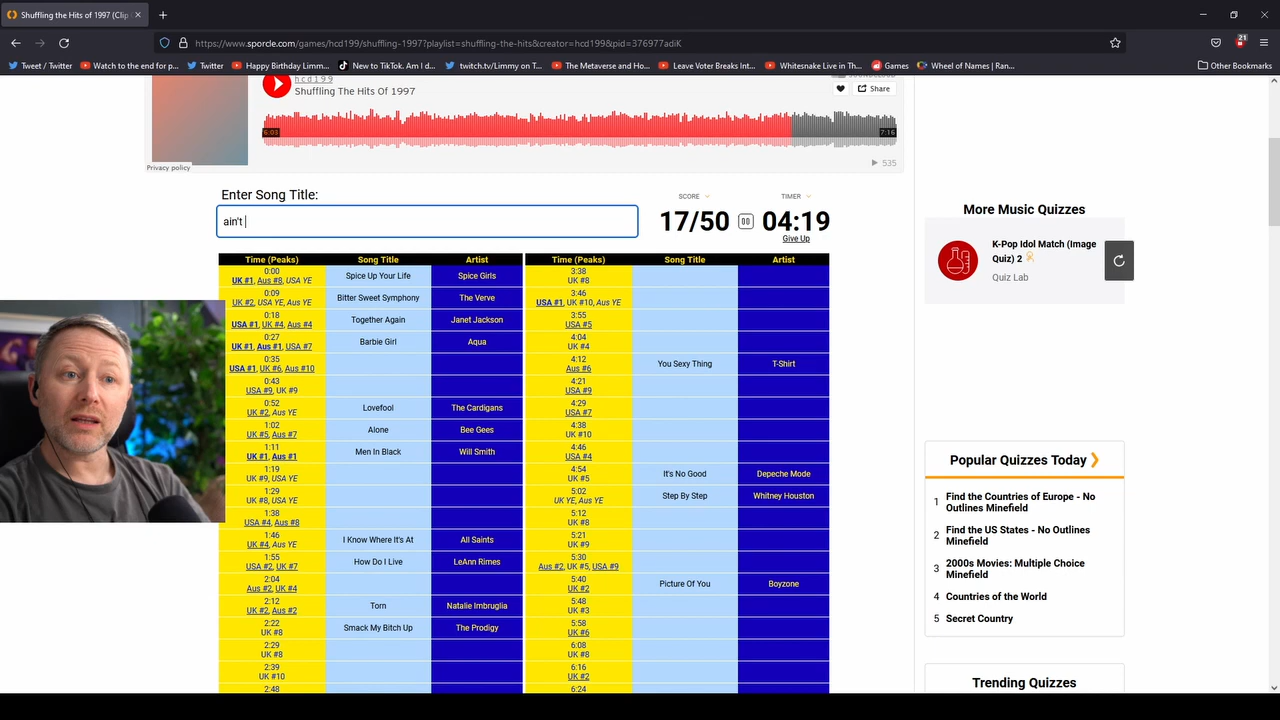 Shuffling the Hits of 1997 (Clip
https://www.sporcle.com/games/hcd199/shuffling-1997?playlist=shuffling-the-hits&creator=hcd199&pid=376977adiK
21
Tweet / Twitter
Watch to the end for p...
Twitter
Happy Birthday Limm...
New to TikTok. Am I d...
twitch.tv/Limmy on T...
The Metaverse and Ho...
Leave Voter Breaks Int...
Whitesnake Live in Th...
Games
Wheel of Names | Ran...
Other Bookmarks
hcd199
Shuffling The Hits Of 1997
Share
6:03
7:16
Privacy policy
535
Enter Song Title:
ain't
SCORE
17/50
TIMER
04:19
Give Up
Time (Peaks) Song Title Artist
0:00
UK #1, Aus #8, USA YE
Spice Up Your Life
Spice Girls
0:09
UK #2, USA YE, Aus YE
Bitter Sweet Symphony
The Verve
0:18
USA #1, UK #4, Aus #4
Together Again
Janet Jackson
0:27
UK #1, Aus #1, USA #7
Barbie Girl
Aqua
0:35
USA #1, UK #6, Aus #10
0:43
USA #9, UK #9
0:52
UK #2, Aus YE
Lovefool
The Cardigans
1:02
UK #5, Aus #7
Alone
Bee Gees
1:11
UK #1, Aus #1
Men In Black
Will Smith
1:19
UK #9, USA YE
1:29
UK #8, USA YE
1:38
USA #4, Aus #8
1:46
UK #4, Aus YE
I Know Where It's At
All Saints
1:55
USA #2, UK #7
How Do I Live
LeAnn Rimes
2:04
Aus #2, UK #4
2:12
UK #2, Aus #2
Torn
Natalie Imbruglia
2:22
UK #8
Smack My Bitch Up
The Prodigy
2:29
UK #8
2:39
UK #10
2:48
Time (Peaks) Song Title Artist
3:38
UK #8
3:46
USA #1, UK #10, Aus YE
3:55
USA #5
4:04
UK #4
4:12
Aus #6
You Sexy Thing
T-Shirt
4:21
USA #9
4:29
USA #7
4:38
UK #10
4:46
USA #4
4:54
UK #5
It's No Good
Depeche Mode
5:02
UK YE, Aus YE
Step By Step
Whitney Houston
5:12
UK #8
5:21
UK #9
5:30
Aus #2, UK #5, USA #9
5:40
UK #2
Picture Of You
Boyzone
5:48
UK #3
5:58
UK #6
6:08
UK #8
6:16
UK #2
6:24
More Music Quizzes
K-Pop Idol Match (Image
Quiz) 2
Quiz Lab
Popular Quizzes Today
1 Find the Countries of Europe - No
Outlines Minefield
2 Find the US States - No Outlines
Minefield
3 2000s Movies: Multiple Choice
Minefield
4 Countries of the World
5 Secret Country
Trending Quizzes